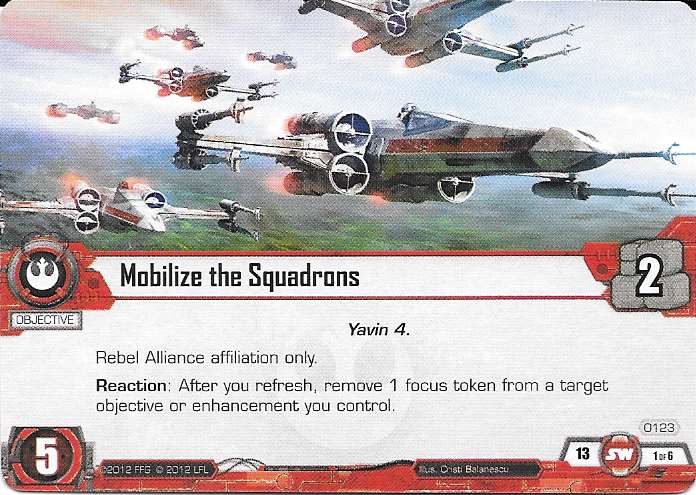 Mobilize the Squadrons
2
OBJECTIVE
Yavin 4.
Rebel Alliance affiliation only.
Reaction: After you refresh, remove 1 focus token from a target
objective or enhancement you control.
0123
5
©2012 FFG © 2012 LFL
Illus. Cristi Balanescu
13
SW
1 OF 6